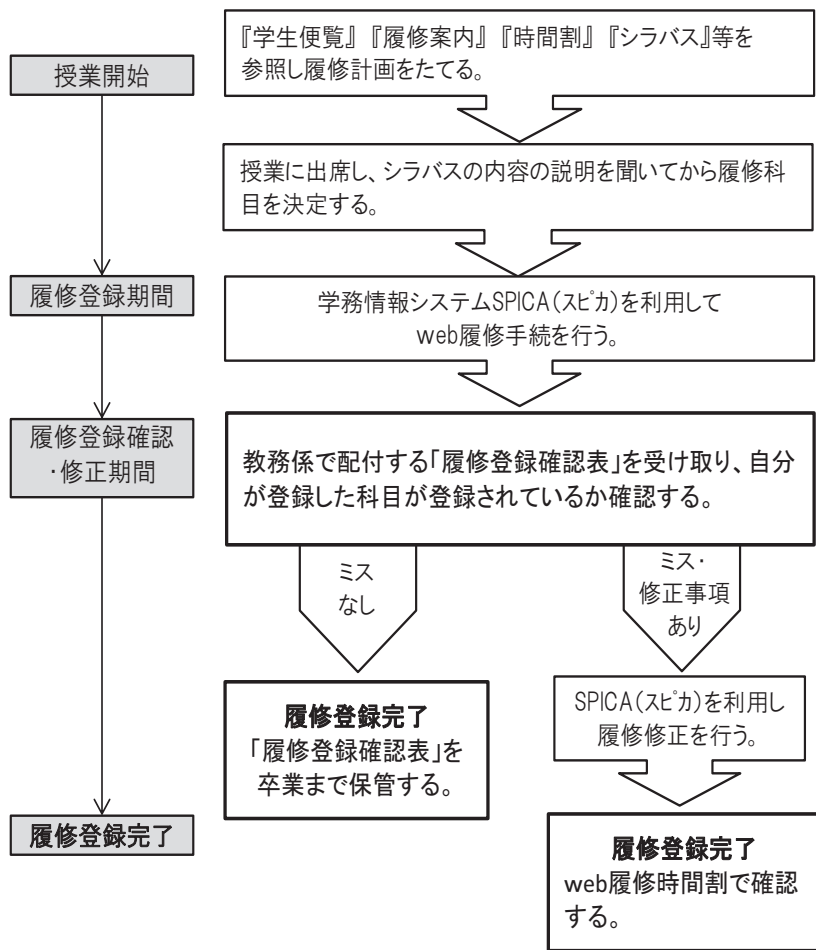 『学生便覧』『履修案内』『時間割』『シラバス』等を
参照し履修計画をたてる。
授業開始
授業に出席し、シラバスの内容の説明を聞いてから履修科
目を決定する。
履修登録期間
学務情報システムSPICA(スピカ)を利用して
web履修手続を行う。
履修登録確認
・修正期間
教務係で配付する「履修登録確認表」を受け取り、自分
が登録した科目が登録されているか確認する。
ミス
なし
ミス・
修正事項
あり
履修登録完了
「履修登録確認表」を
卒業まで保管する。
SPICA(スピカ)を利用し
履修修正を行う。
履修登録完了
履修登録完了
web履修時間割で確認
する。